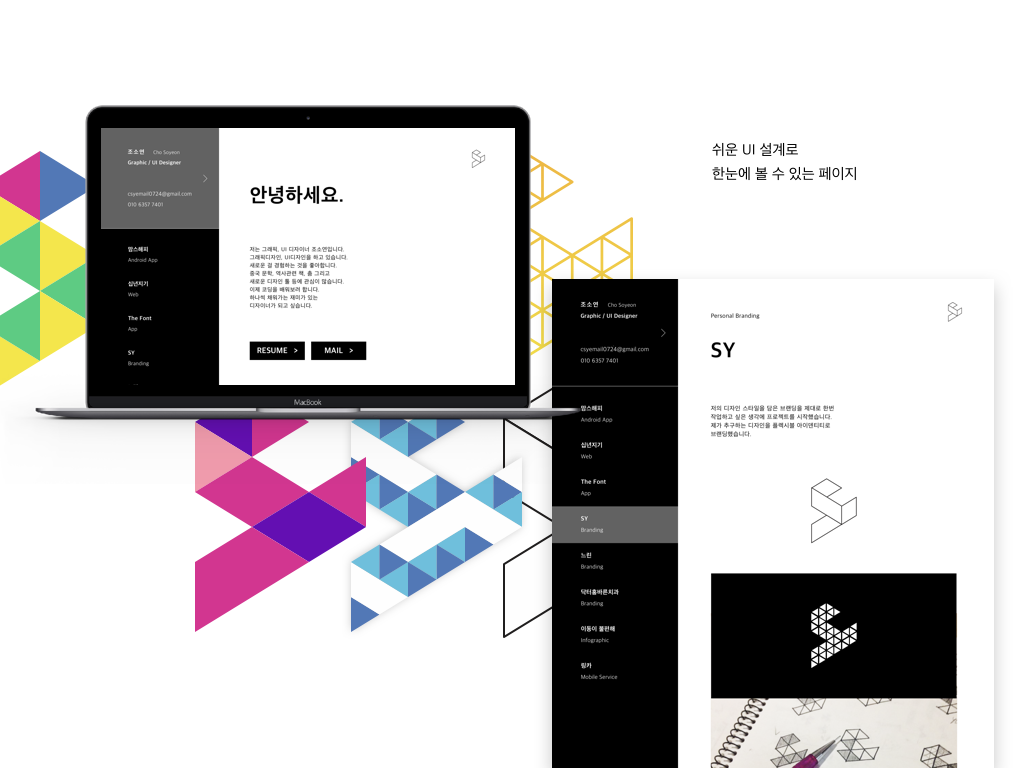 쉬운 UI 설계로
한눈에 볼 수 있는 페이지
조소연 Cho Soyeon
Graphic / UI Designer
csyemail0724@gmail.com
010 6357 7401
맘스해피
Android App
십년지기
Web
The Font
App
SY
Branding
안녕하세요.
저는 그래픽, UI 디자이너 조소연입니다.
그래픽디자인, UI디자인을 하고 있습니다.
새로운 걸 경험하는 것을 좋아합니다.
중국 문학, 역사관련 책, 춤 그리고
새로운 디자인 툴 등에 관심이 많습니다.
이제 코딩을 배워보려 합니다.
하나씩 채워가는 재미가 있는
디자이너가 되고 싶습니다.
RESUME >
MAIL >
MacBook
조소연 Cho Soyeon
Graphic / UI Designer
csyemail0724@gmail.com
010 6357 7401
맘스해피
Android App
십년지기
Web
The Font
App
SY
Branding
느린
Branding
닥터홍바른치과
Branding
이동이 불편해
Infographic
링카
Mobile Service
Personal Branding
SY
저의 디자인 스타일을 담은 브랜딩을 제대로 한번
작업하고 싶은 생각에 프로젝트를 시작했습니다.
제가 추구하는 디자인을 플렉시블 아이덴티티로
브랜딩했습니다.